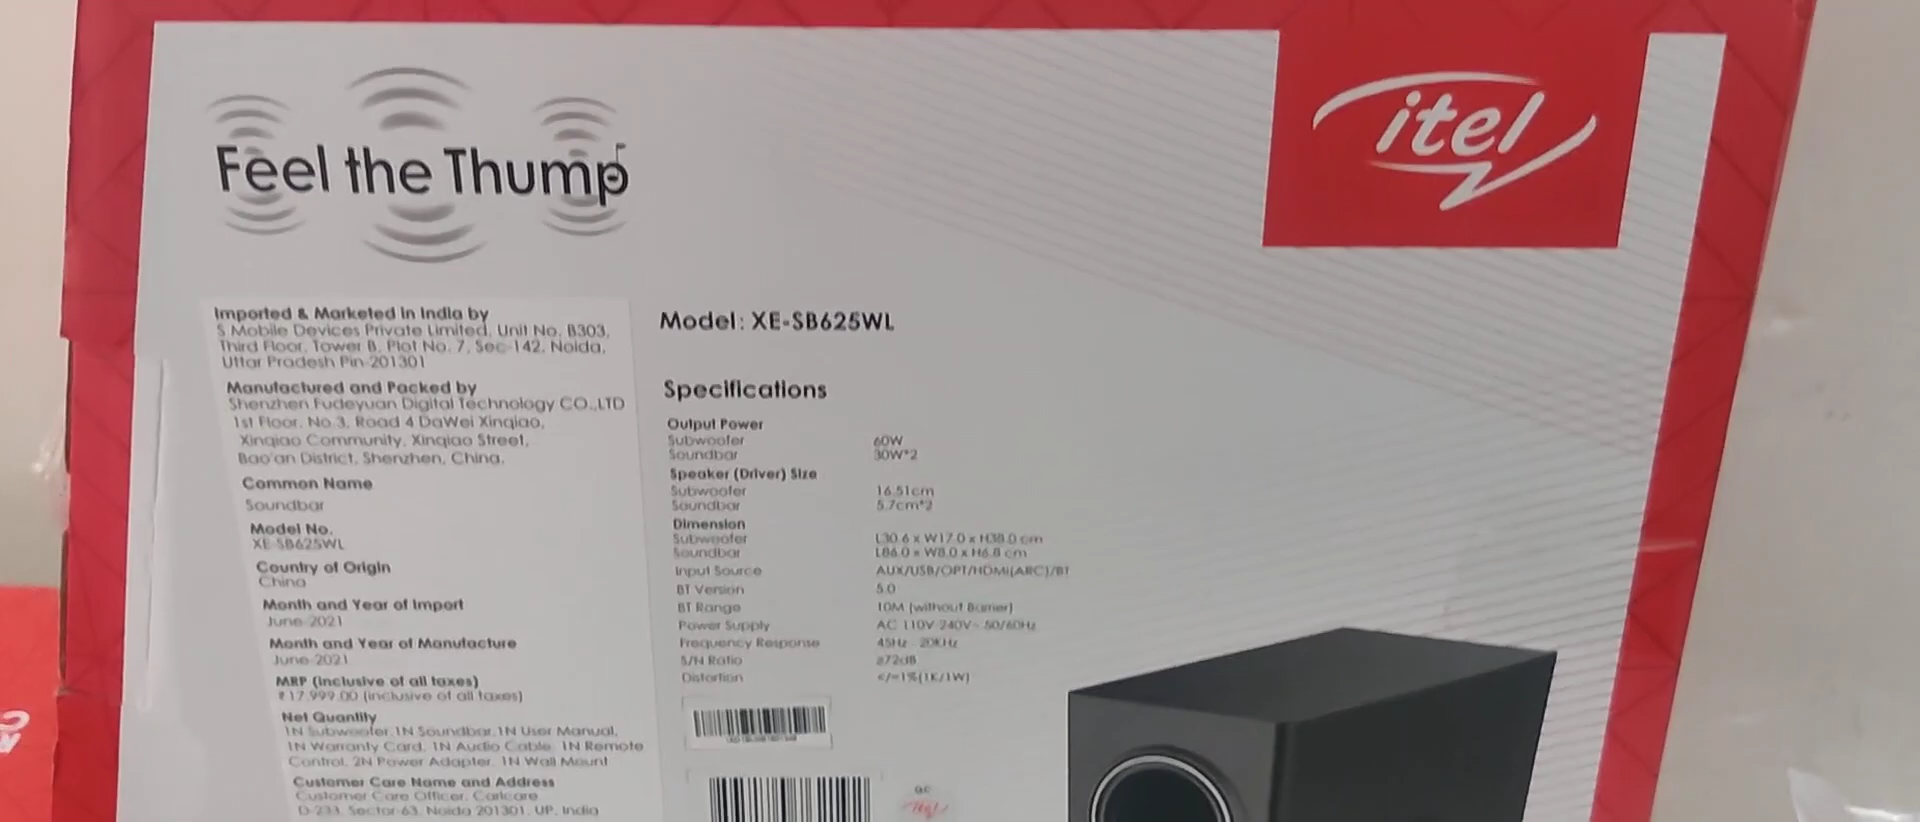 Feel the Thump
itel
Imported & Marketed in India by
S Mobile Devices Private Limited, Unit No. B303,
Third Floor, Tower B, Plot No. 7, Sec-142, Noida,
Uttar Pradesh Pin-201301
Manufactured and Packed by
Shenzhen Fudeyuan Digital Technology CO.,LTD
1st Floor, No.3, Road 4 DaWei Xinqiao,
Xinqiao Community, Xinqiao Street,
Bao'an District, Shenzhen, China.
Common Name
Soundbar
Model No.
XE-SB625WL
Country of Origin
China
Month and Year of Import
June-2021
Month and Year of Manufacture
June-2021
MRP (inclusive of all taxes)
₹17,999.00 (inclusive of all taxes)
Net Quantity
1N Subwoofer, 1N Soundbar, 1N User Manual,
1N Warranty Card, 1N Audio Cable, 1N Remote
Control, 2N Power Adapter, 1N Wall Mount
Customer Care Name and Address
Customer Care Officer, Carlcare
D-233, Sector-63, Noida 201301, UP, India
Model: XE-SB625WL
Specifications
Output Power
Subwoofer 60W
Soundbar 30W*2
Speaker (Driver) Size
Subwoofer 16.51cm
Soundbar 5.7cm*2
Dimension
Subwoofer L30.6 x W17.0 x H38.0 cm
Soundbar L86.0 x W8.0 x H6.8 cm
Input Source AUX/USB/OPT/HDMI(ARC)/BT
BT Version 5.0
BT Range 10M (without Barrier)
Power Supply AC 110V-240V~ 50/60Hz
Frequency Response 45Hz - 20KHz
S/N Ratio ≥72dB
Distortion </=1%(1K/1W)
QC
itel